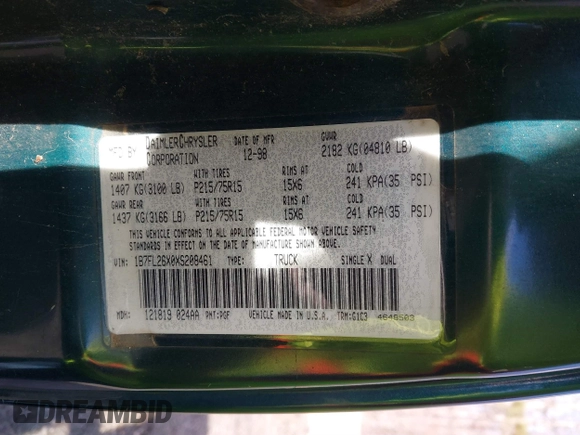 MFD BY DAIMLERCHRYSLER CORPORATION DATE OF MFR 12-98 GVWR 2182 KG(04810 LB)
GAWR FRONT WITH TIRES RIMS AT COLD
1407 KG(3100 LB) P215/75R15 15X6 241 KPA(35 PSI)
GAWR REAR WITH TIRES RIMS AT COLD
1437 KG(3166 LB) P215/75R15 15X6 241 KPA(35 PSI)
THIS VEHICLE CONFORMS TO ALL APPLICABLE FEDERAL MOTOR VEHICLE SAFETY
STANDARDS IN EFFECT ON THE DATE OF MANUFACTURE SHOWN ABOVE.
VIN: 1B7FL26X0XS208461 TYPE: TRUCK SINGLE X DUAL
MDH: 121819 024AA PNT:PQF VEHICLE MADE IN U.S.A. TRM:G1C3 4648503
DREAMBID